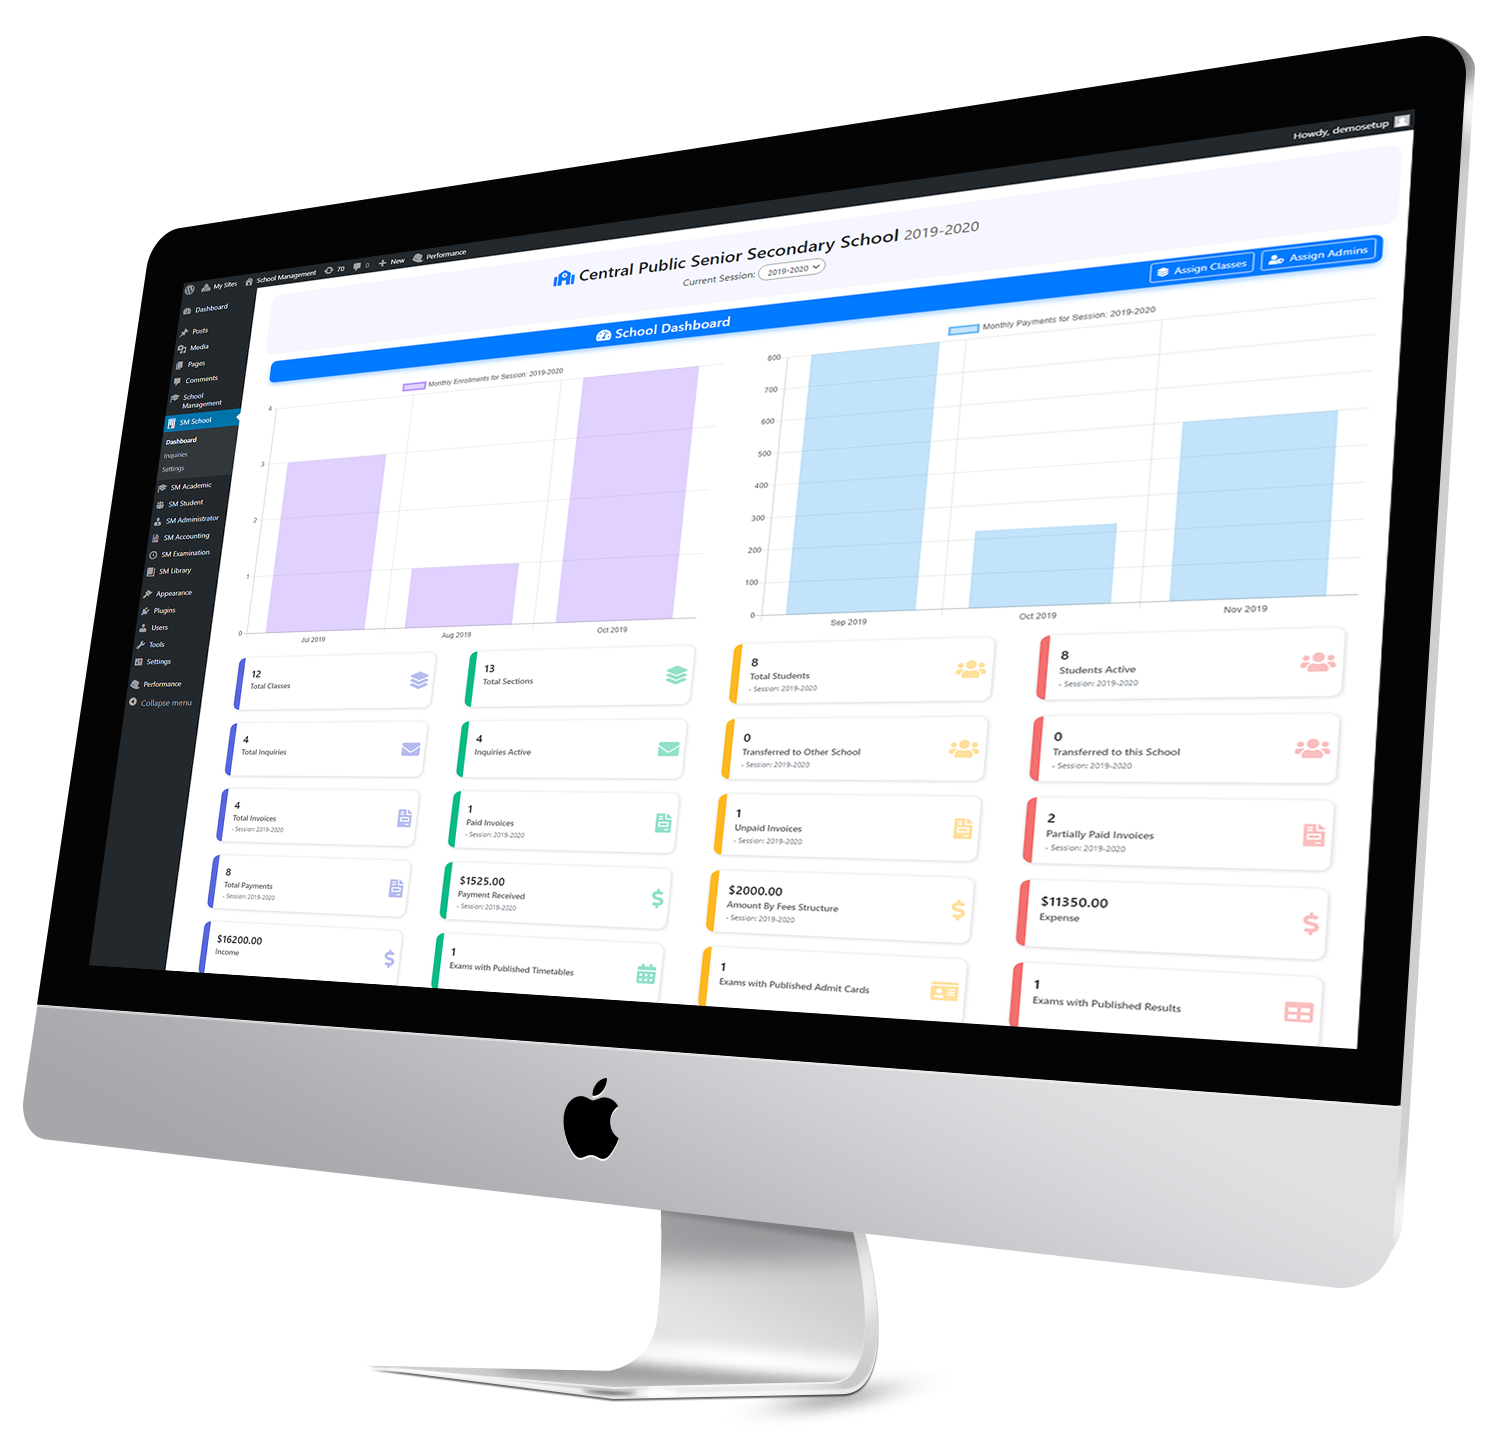 Howdy, demosetup
My Sites School Management 70 0 New Performance
Dashboard
Posts
Media
Pages
Comments
School
Management
SM School
Dashboard
Inquiries
Settings
SM Academic
SM Student
SM Administrator
SM Accounting
SM Examination
SM Library
Appearance
Plugins
Users
Tools
Settings
Performance
Collapse menu
Central Public Senior Secondary School 2019-2020
Current Session: 2019-2020
School Dashboard
Assign Classes
Assign Admins
Monthly Enrollments for Session: 2019-2020
4
3
2
1
0
Jul 2019
Aug 2019
Oct 2019
Monthly Payments for Session: 2019-2020
800
700
600
500
400
300
200
100
0
Sep 2019
Oct 2019
Nov 2019
12
Total Classes
13
Total Sections
8
Total Students
- Session: 2019-2020
8
Students Active
- Session: 2019-2020
4
Total Inquiries
4
Inquiries Active
0
Transferred to Other School
- Session: 2019-2020
0
Transferred to this School
- Session: 2019-2020
4
Total Invoices
- Session: 2019-2020
1
Paid Invoices
- Session: 2019-2020
1
Unpaid Invoices
- Session: 2019-2020
2
Partially Paid Invoices
- Session: 2019-2020
8
Total Payments
- Session: 2019-2020
$1525.00
Payment Received
- Session: 2019-2020
$2000.00
Amount By Fees Structure
- Session: 2019-2020
$11350.00
Expense
$16200.00
Income
1
Exams with Published Timetables
1
Exams with Published Admit Cards
1
Exams with Published Results